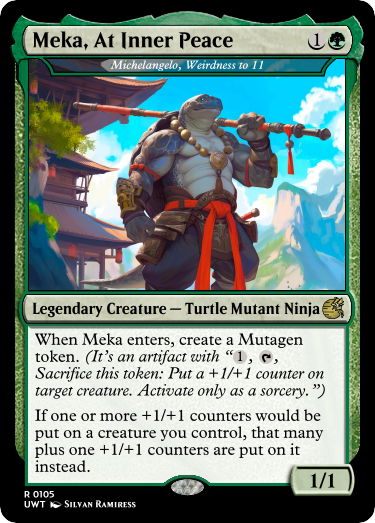 Meka, At Inner Peace 1
Michelangelo, Weirdness to 11
Legendary Creature — Turtle Mutant Ninja
When Meka enters, create a Mutagen
token. (It's an artifact with “1, ,
Sacrifice this token: Put a +1/+1 counter on
target creature. Activate only as a sorcery.”)
If one or more +1/+1 counters would be
put on a creature you control, that many
plus one +1/+1 counters are put on it
instead.
1/1
R 0105
UWT Silvan Ramiress